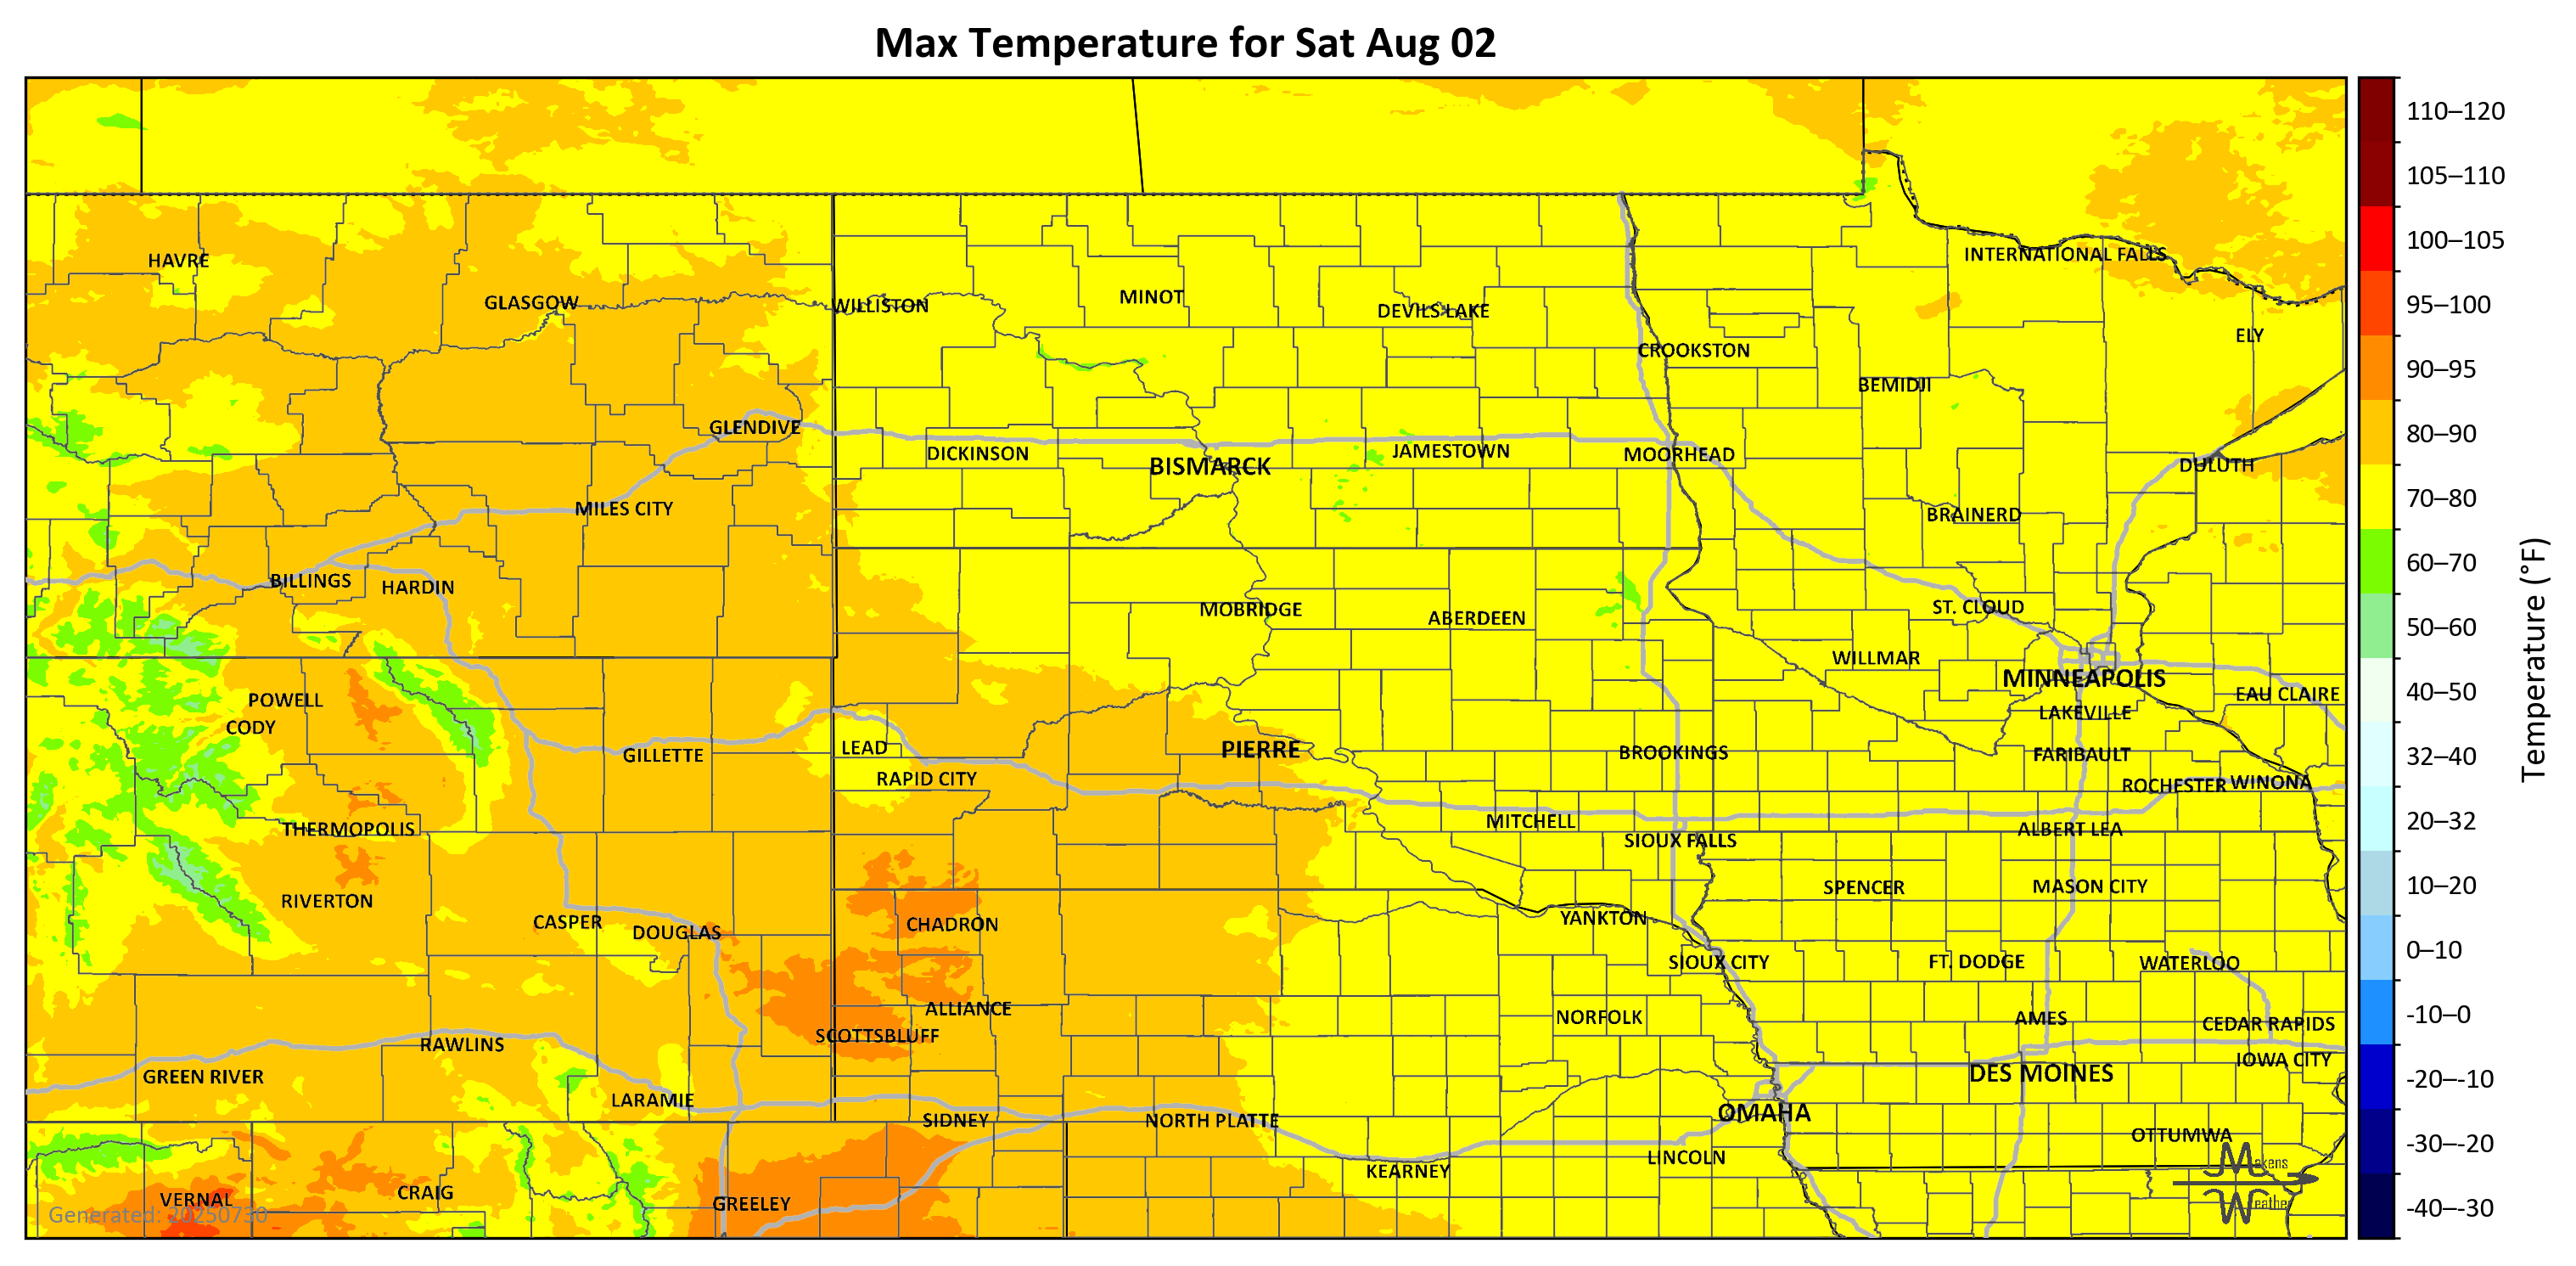 Max Temperature for Sat Aug 02
HAVRE
GLASGOW
WILLISTON
MINOT
DEVILS LAKE
INTERNATIONAL FALLS
ELY
CROOKSTON
BEMIDJI
GLENDIVE
DICKINSON
BISMARCK
JAMESTOWN
MOORHEAD
DULUTH
MILES CITY
BRAINERD
BILLINGS
HARDIN
MOBRIDGE
ABERDEEN
ST. CLOUD
WILLMAR
MINNEAPOLIS
EAU CLAIRE
LAKEVILLE
POWELL
CODY
GILLETTE
LEAD
RAPID CITY
PIERRE
BROOKINGS
FARIBAULT
ROCHESTER
WINONA
THERMOPOLIS
MITCHELL
SIOUX FALLS
ALBERT LEA
RIVERTON
SPENCER
MASON CITY
CASPER
DOUGLAS
CHADRON
YANKTON
SIOUX CITY
FT. DODGE
WATERLOO
ALLIANCE
SCOTTSBLUFF
NORFOLK
AMES
CEDAR RAPIDS
RAWLINS
GREEN RIVER
IOWA CITY
DES MOINES
LARAMIE
SIDNEY
NORTH PLATTE
OMAHA
OTTUMWA
KEARNEY
LINCOLN
VERNAL
CRAIG
GREELEY
Generated: 20250730
Makens
Weather
110–120
105–110
100–105
95–100
90–95
80–90
70–80
60–70
50–60
40–50
32–40
20–32
10–20
0–10
-10–0
-20–-10
-30–-20
-40–-30
Temperature (°F)